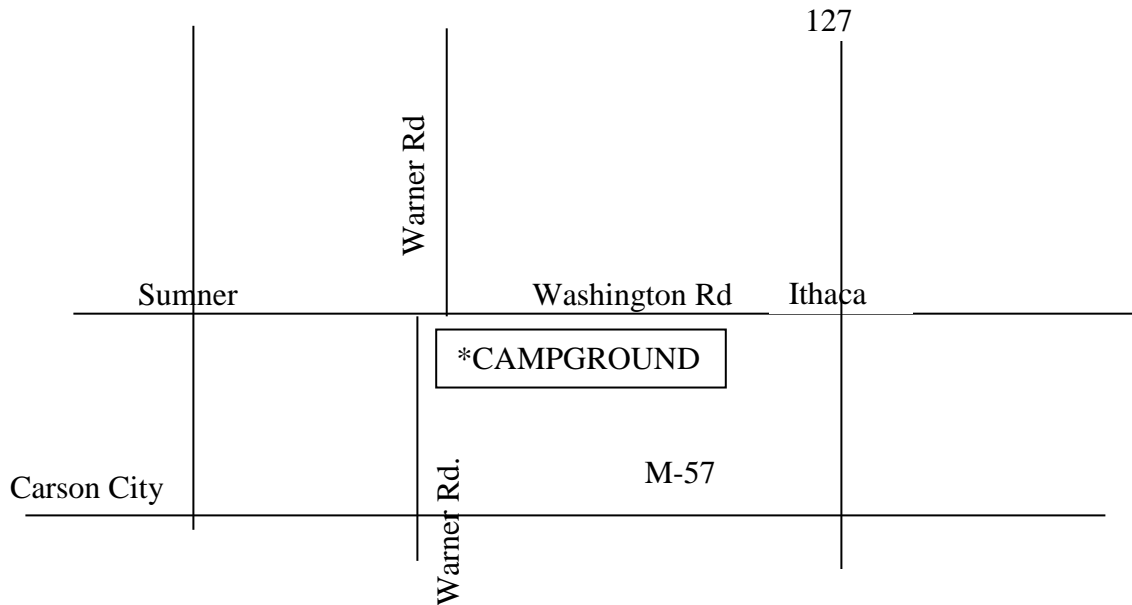 127
Warner Rd
Sumner
Washington Rd
Ithaca
*CAMPGROUND
M-57
Carson City
Warner Rd.